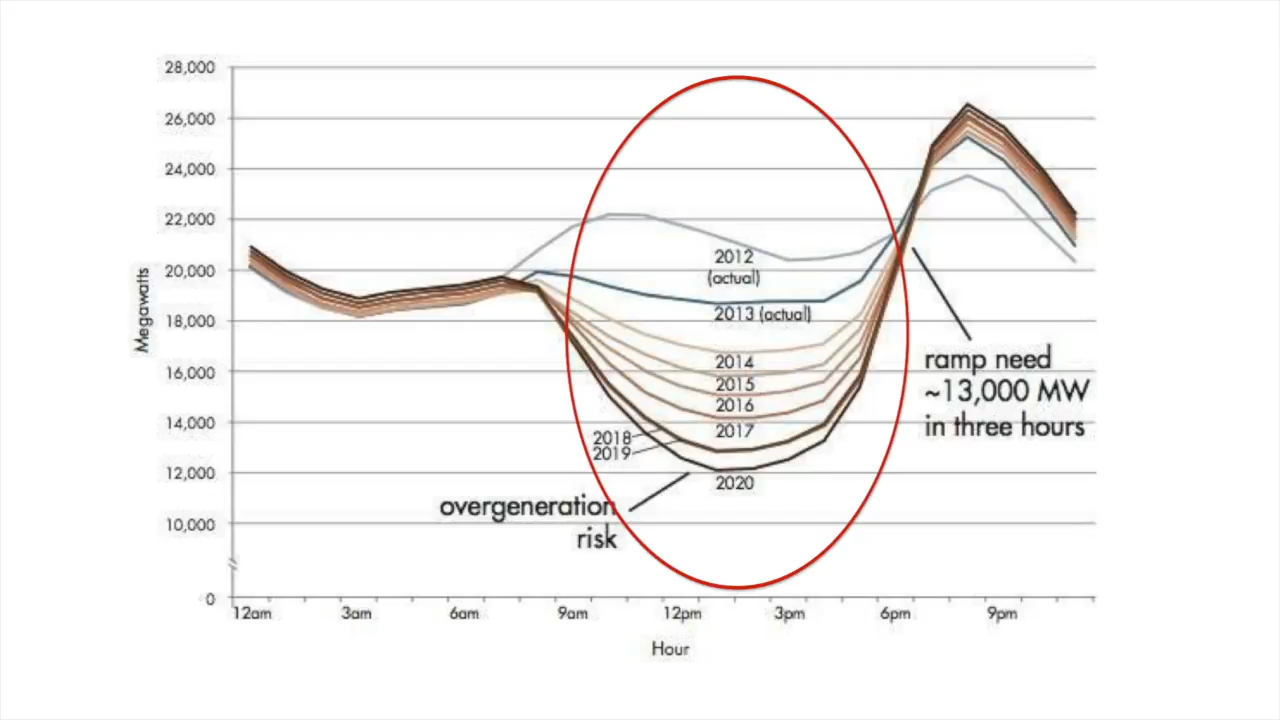 28,000
26,000
24,000
22,000
20,000
18,000
16,000
14,000
12,000
10,000
0
Megawatts
2012
(actual)
2013 (actual)
2014
2015
2016
2017
2018
2019
2020
overgeneration
risk
ramp need
~13,000 MW
in three hours
12am 3am 6am 9am 12pm 3pm 6pm 9pm
Hour